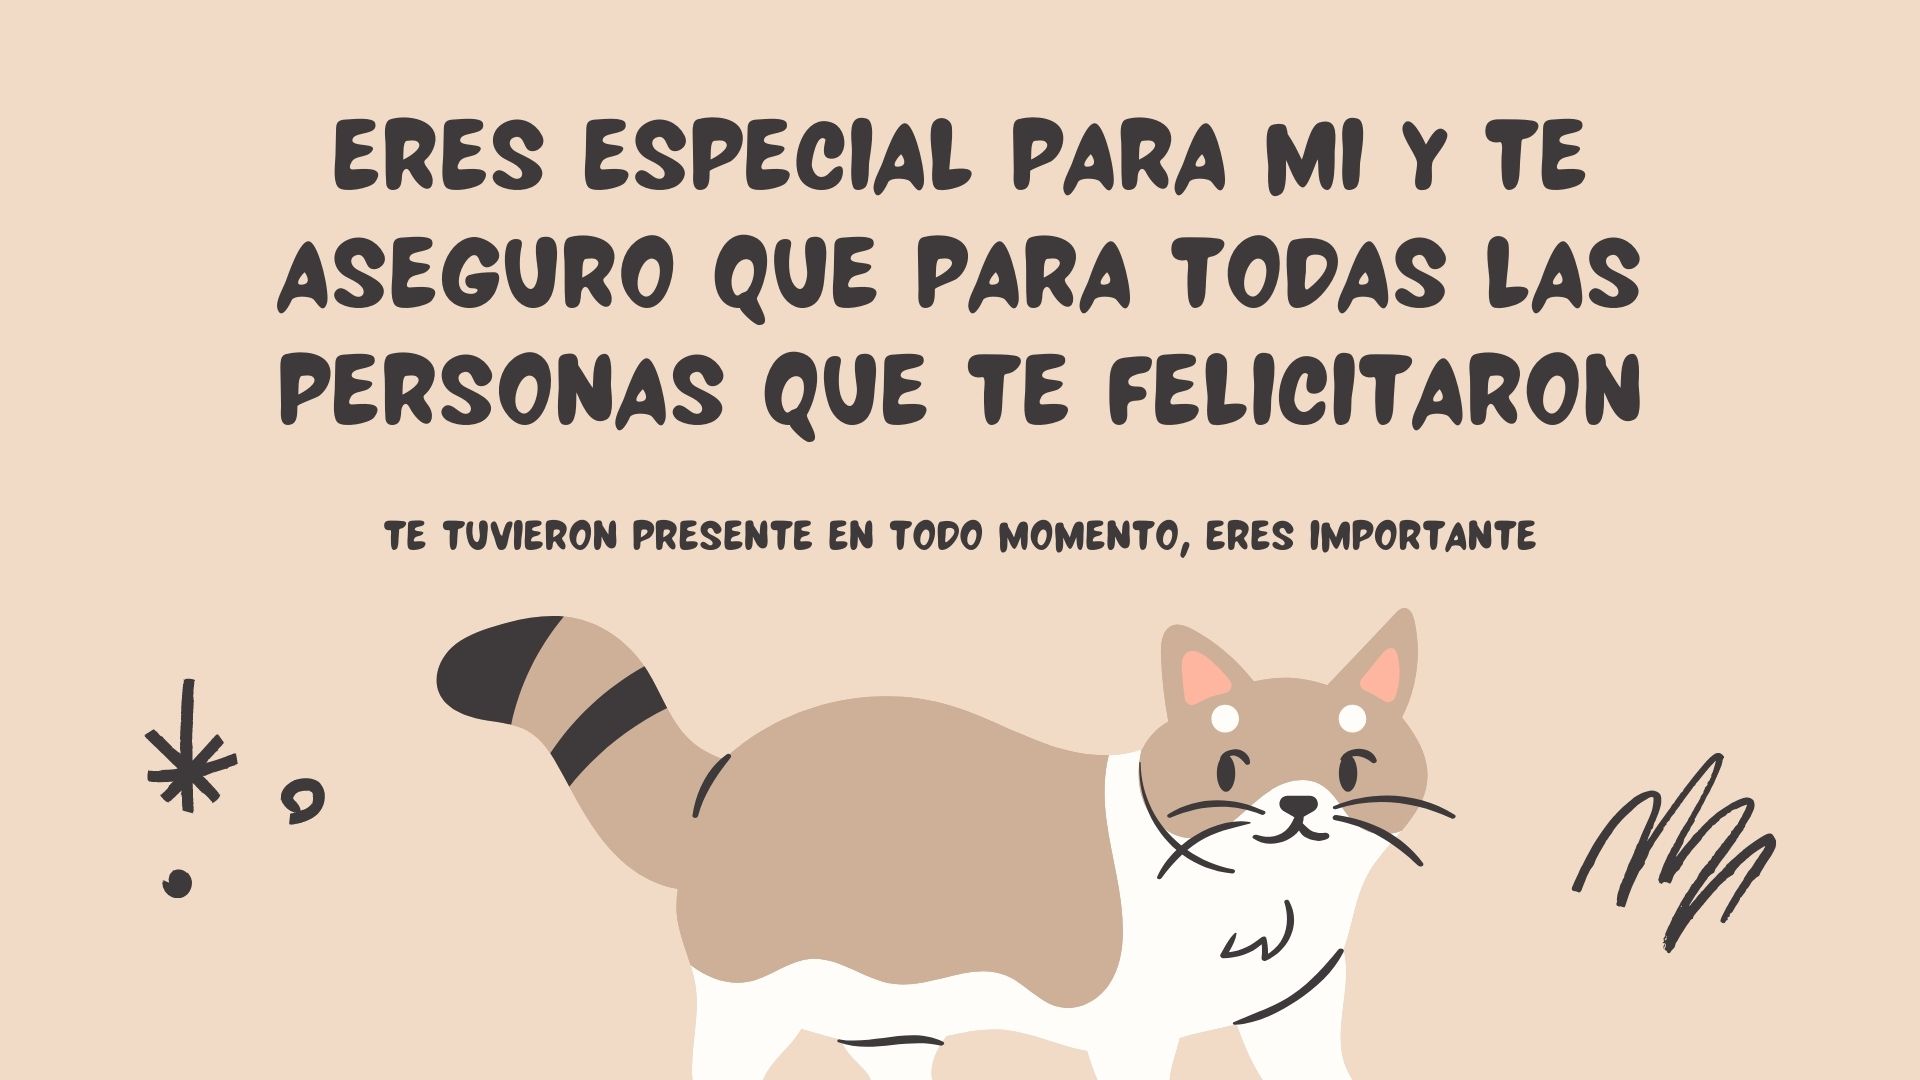 ERES ESPECIAL PARA MI Y TE
ASEGURO QUE PARA TODAS LAS
PERSONAS QUE TE FELICITARON
TE TUVIERON PRESENTE EN TODO MOMENTO, ERES IMPORTANTE